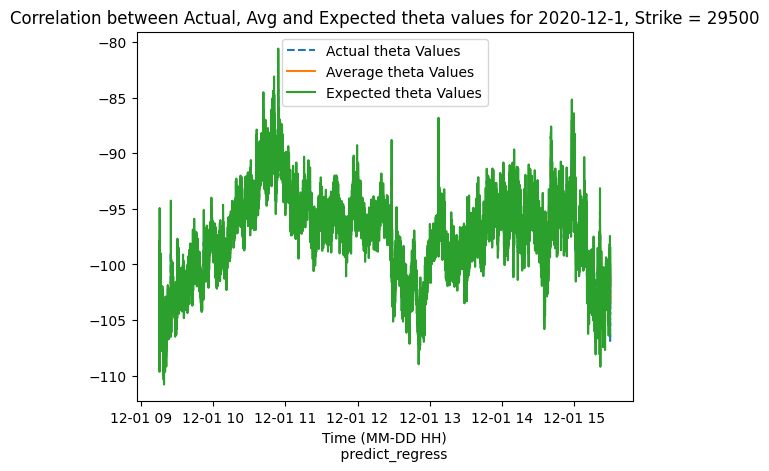 Correlation between Actual, Avg and Expected theta values for 2020-12-1, Strike = 29500
−80
−85
−90
−95
−100
−105
−110
Actual theta Values
Average theta Values
Expected theta Values
12-01 09 12-01 10 12-01 11 12-01 12 12-01 13 12-01 14 12-01 15
Time (MM-DD HH)
predict_regress